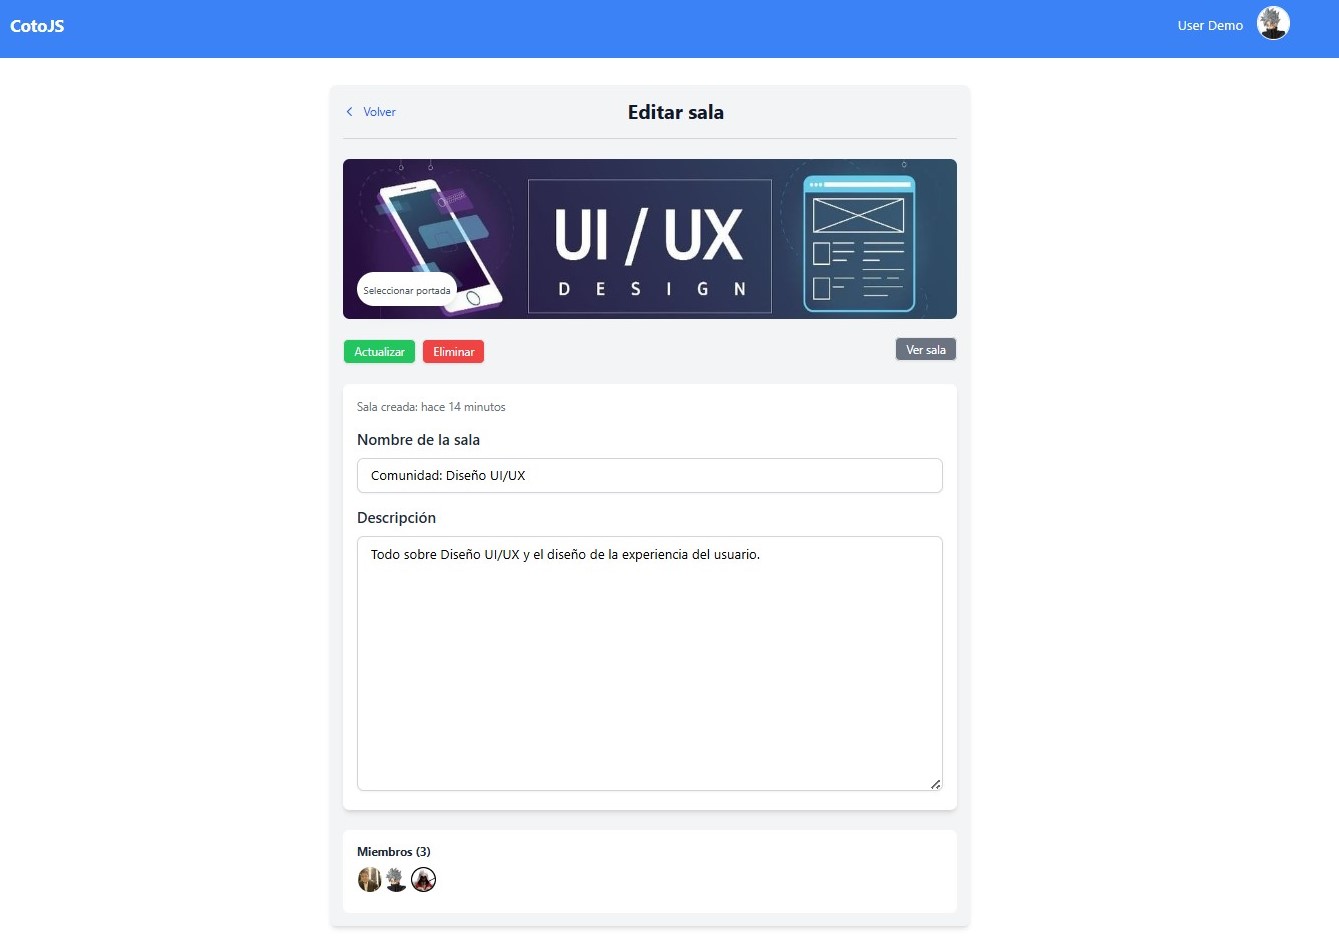 CotoJS
User Demo
Volver
Editar sala
UI / UX
DESIGN
Seleccionar portada
Actualizar
Eliminar
Ver sala
Sala creada: hace 14 minutos
Nombre de la sala
Comunidad: Diseño UI/UX
Descripción
Todo sobre Diseño UI/UX y el diseño de la experiencia del usuario.
Miembros (3)